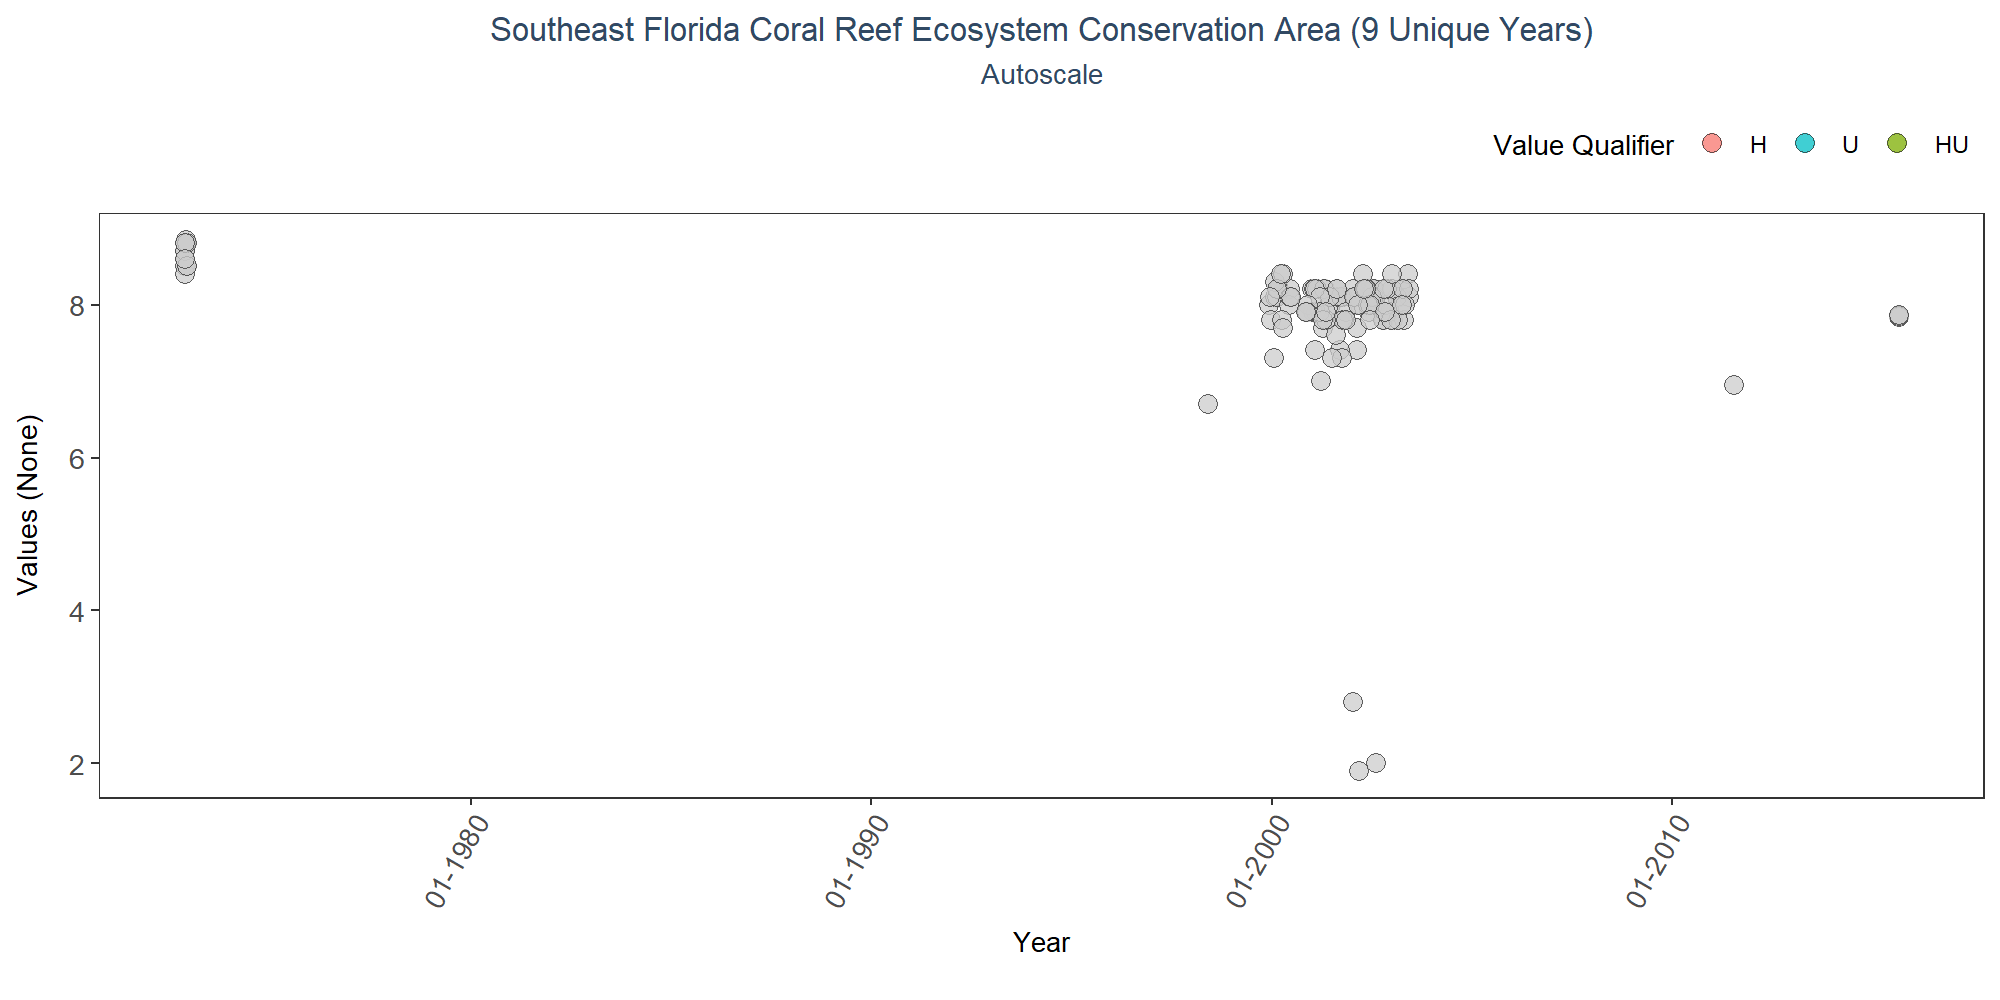 Southeast Florida Coral Reef Ecosystem Conservation Area (9 Unique Years)
Autoscale
Value Qualifier H U HU
Values (None)
8
6
4
2
01-1980 01-1990 01-2000 01-2010
Year